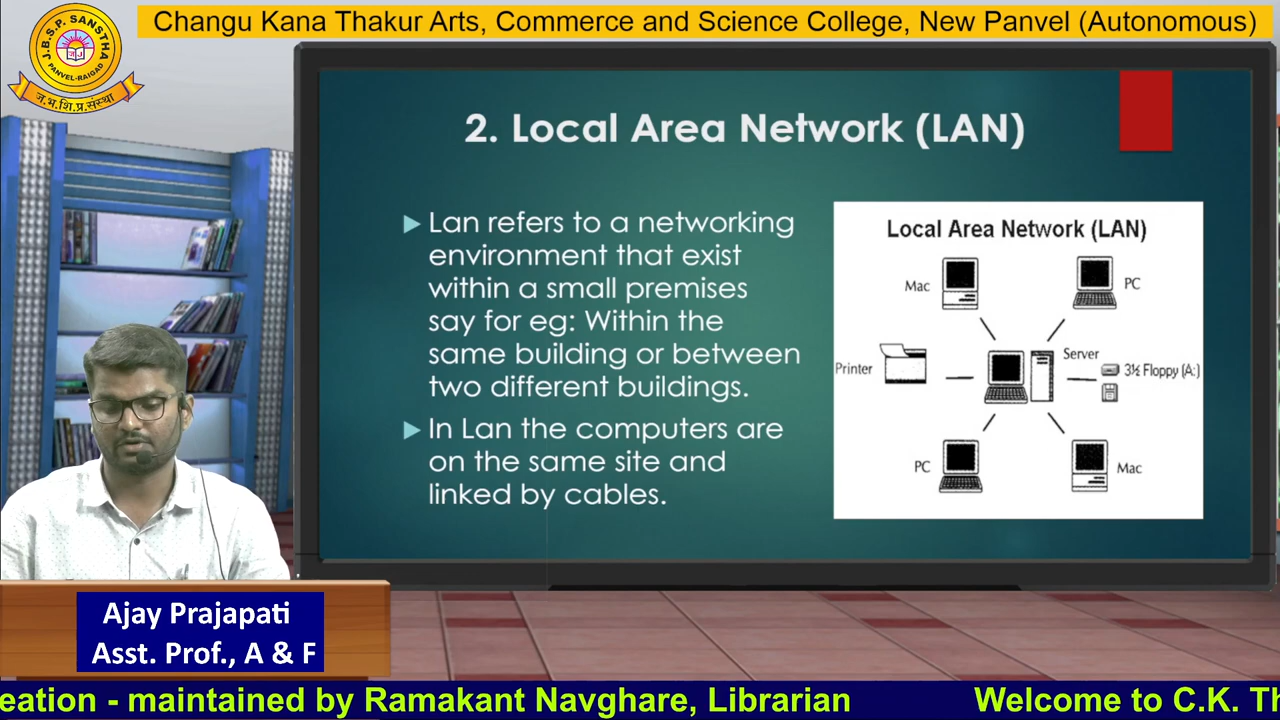 Changu Kana Thakur Arts, Commerce and Science College, New Panvel (Autonomous)
J.B.S.P. SANSTHA
PANVEL-RAIGAD
ज.भ.शि.प्र.संस्था
2. Local Area Network (LAN)
Lan refers to a networking
environment that exist
within a small premises
say for eg: Within the
same building or between
two different buildings.
In Lan the computers are
on the same site and
linked by cables.
Local Area Network (LAN)
Mac
PC
Printer
Server
3½ Floppy (A:)
PC
Mac
Ajay Prajapati
Asst. Prof., A & F
eation - maintained by Ramakant Navghare, Librarian
Welcome to C.K. Th